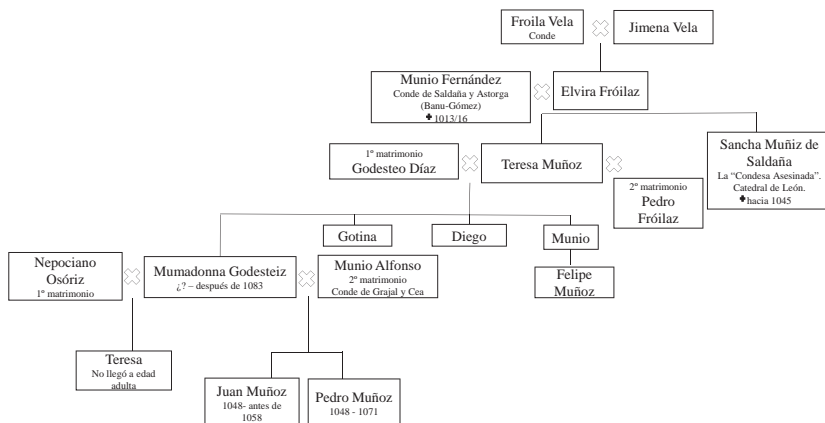 Froila Vela
Conde
Jimena Vela
Munio Fernández
Conde de Saldaña y Astorga
(Banu-Gómez)
✚ 1013/16
Elvira Fróilaz
1º matrimonio
Godesteo Díaz
Teresa Muñoz
Sancha Muñiz de
Saldaña
La “Condesa Asesinada”.
Catedral de León.
✚hacia 1045
2º matrimonio
Pedro
Fróilaz
Gotina
Diego
Munio
Nepociano
Osóriz
1º matrimonio
Mumadonna Godesteiz
¿? – después de 1083
Munio Alfonso
2º matrimonio
Conde de Grajal y Cea
Felipe
Muñoz
Teresa
No llegó a edad
adulta
Juan Muñoz
1048- antes de
1058
Pedro Muñoz
1048 - 1071